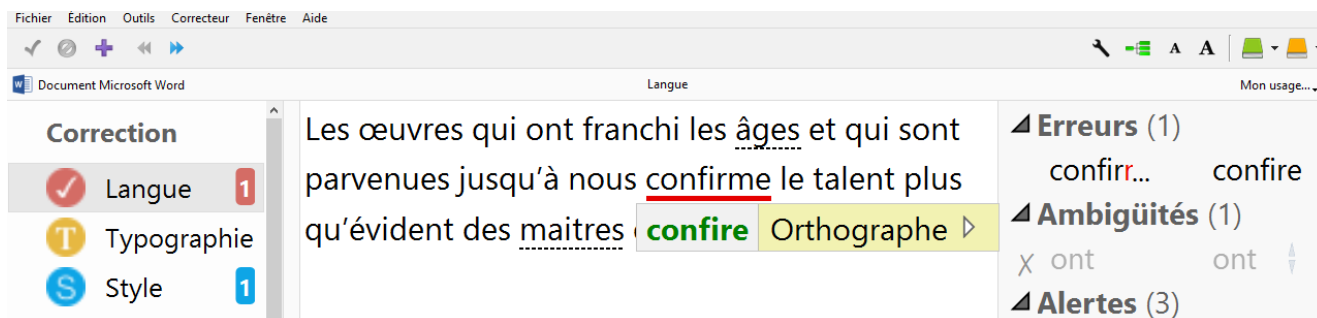 Fichier Édition Outils Correcteur Fenêtre Aide
A A
W Document Microsoft Word Langue Mon usage...
Correction
Langue 1
T Typographie
S Style 1
Les œuvres qui ont franchi les âges et qui sont
parvenues jusqu'à nous confirme le talent plus
qu'évident des maitres
confire Orthographe
Erreurs (1)
confirr... confire
Ambigüités (1)
ont ont
Alertes (3)